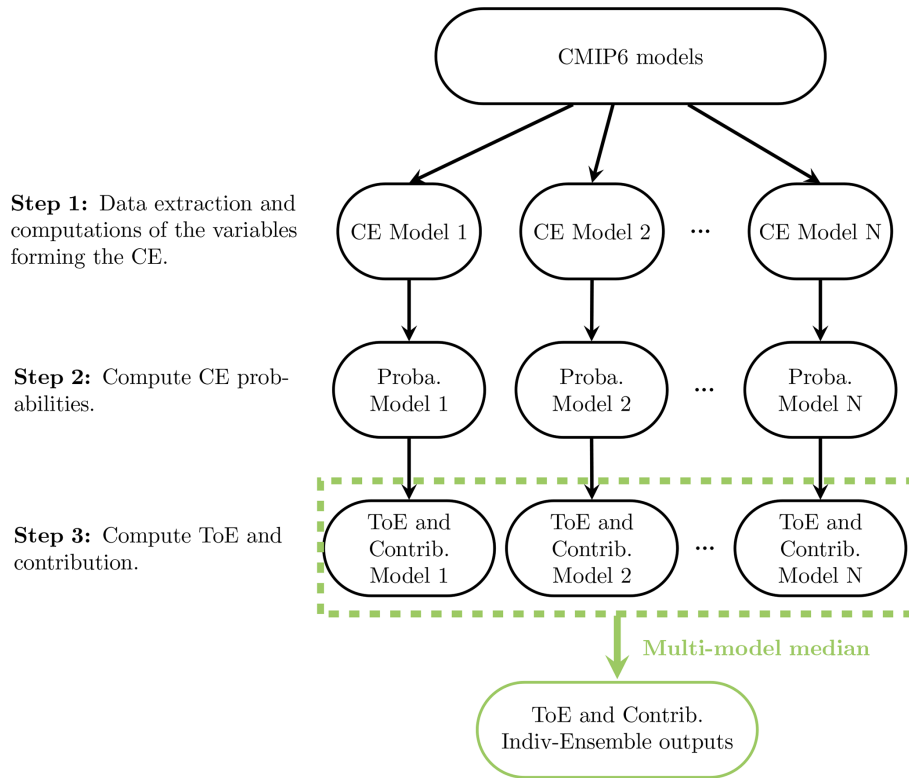 CMIP6 models
Step 1: Data extraction and
computations of the variables
forming the CE.
CE Model 1
CE Model 2
...
CE Model N
Step 2: Compute CE prob-
abilities.
Proba.
Model 1
Proba.
Model 2
...
Proba.
Model N
Step 3: Compute ToE and
contribution.
ToE and
Contrib.
Model 1
ToE and
Contrib.
Model 2
...
ToE and
Contrib.
Model N
Multi-model median
ToE and Contrib.
Indiv-Ensemble outputs